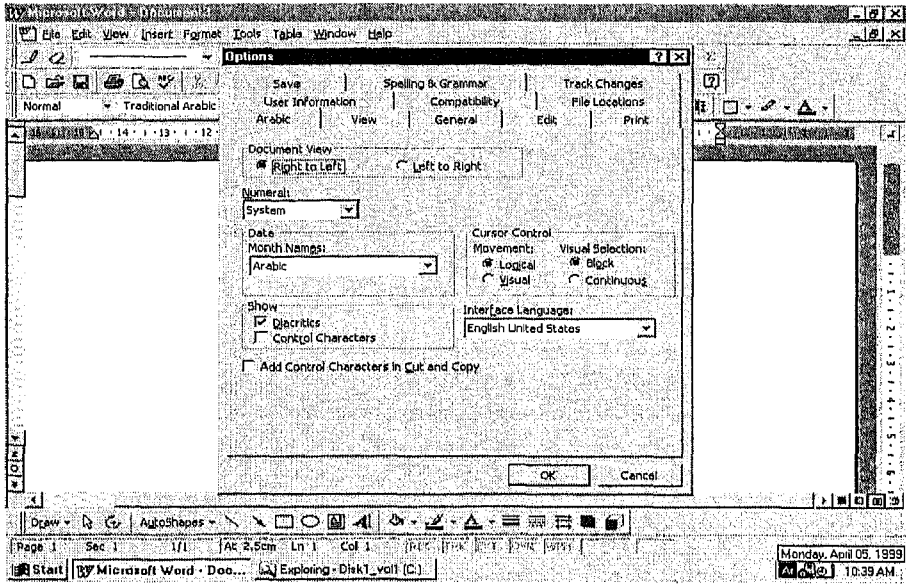 Microsoft Word - Document3
File Edit View Insert Format Tools Table Window Help
Options
Save Spelling & Grammar Track Changes
User Information Compatibility File Locations
Arabic View General Edit Print
Normal Traditional Arabic
14 13 12
Document View
Right to Left Left to Right
Numeral:
System
Date
Month Names:
Arabic
Cursor Control
Movement: Visual Selection:
Logical Block
Visual Continuous
Show
Diacritics
Control Characters
Interface Language:
English United States
Add Control Characters in Cut and Copy
OK Cancel
Draw AutoShapes
Page 1 Sec 1 1/1 At 2.5cm Ln 1 Col 1
Monday, April 05, 1999
Start Microsoft Word - Doc... Exploring - Disk1_vol1 (C:) Ar 10:39 AM